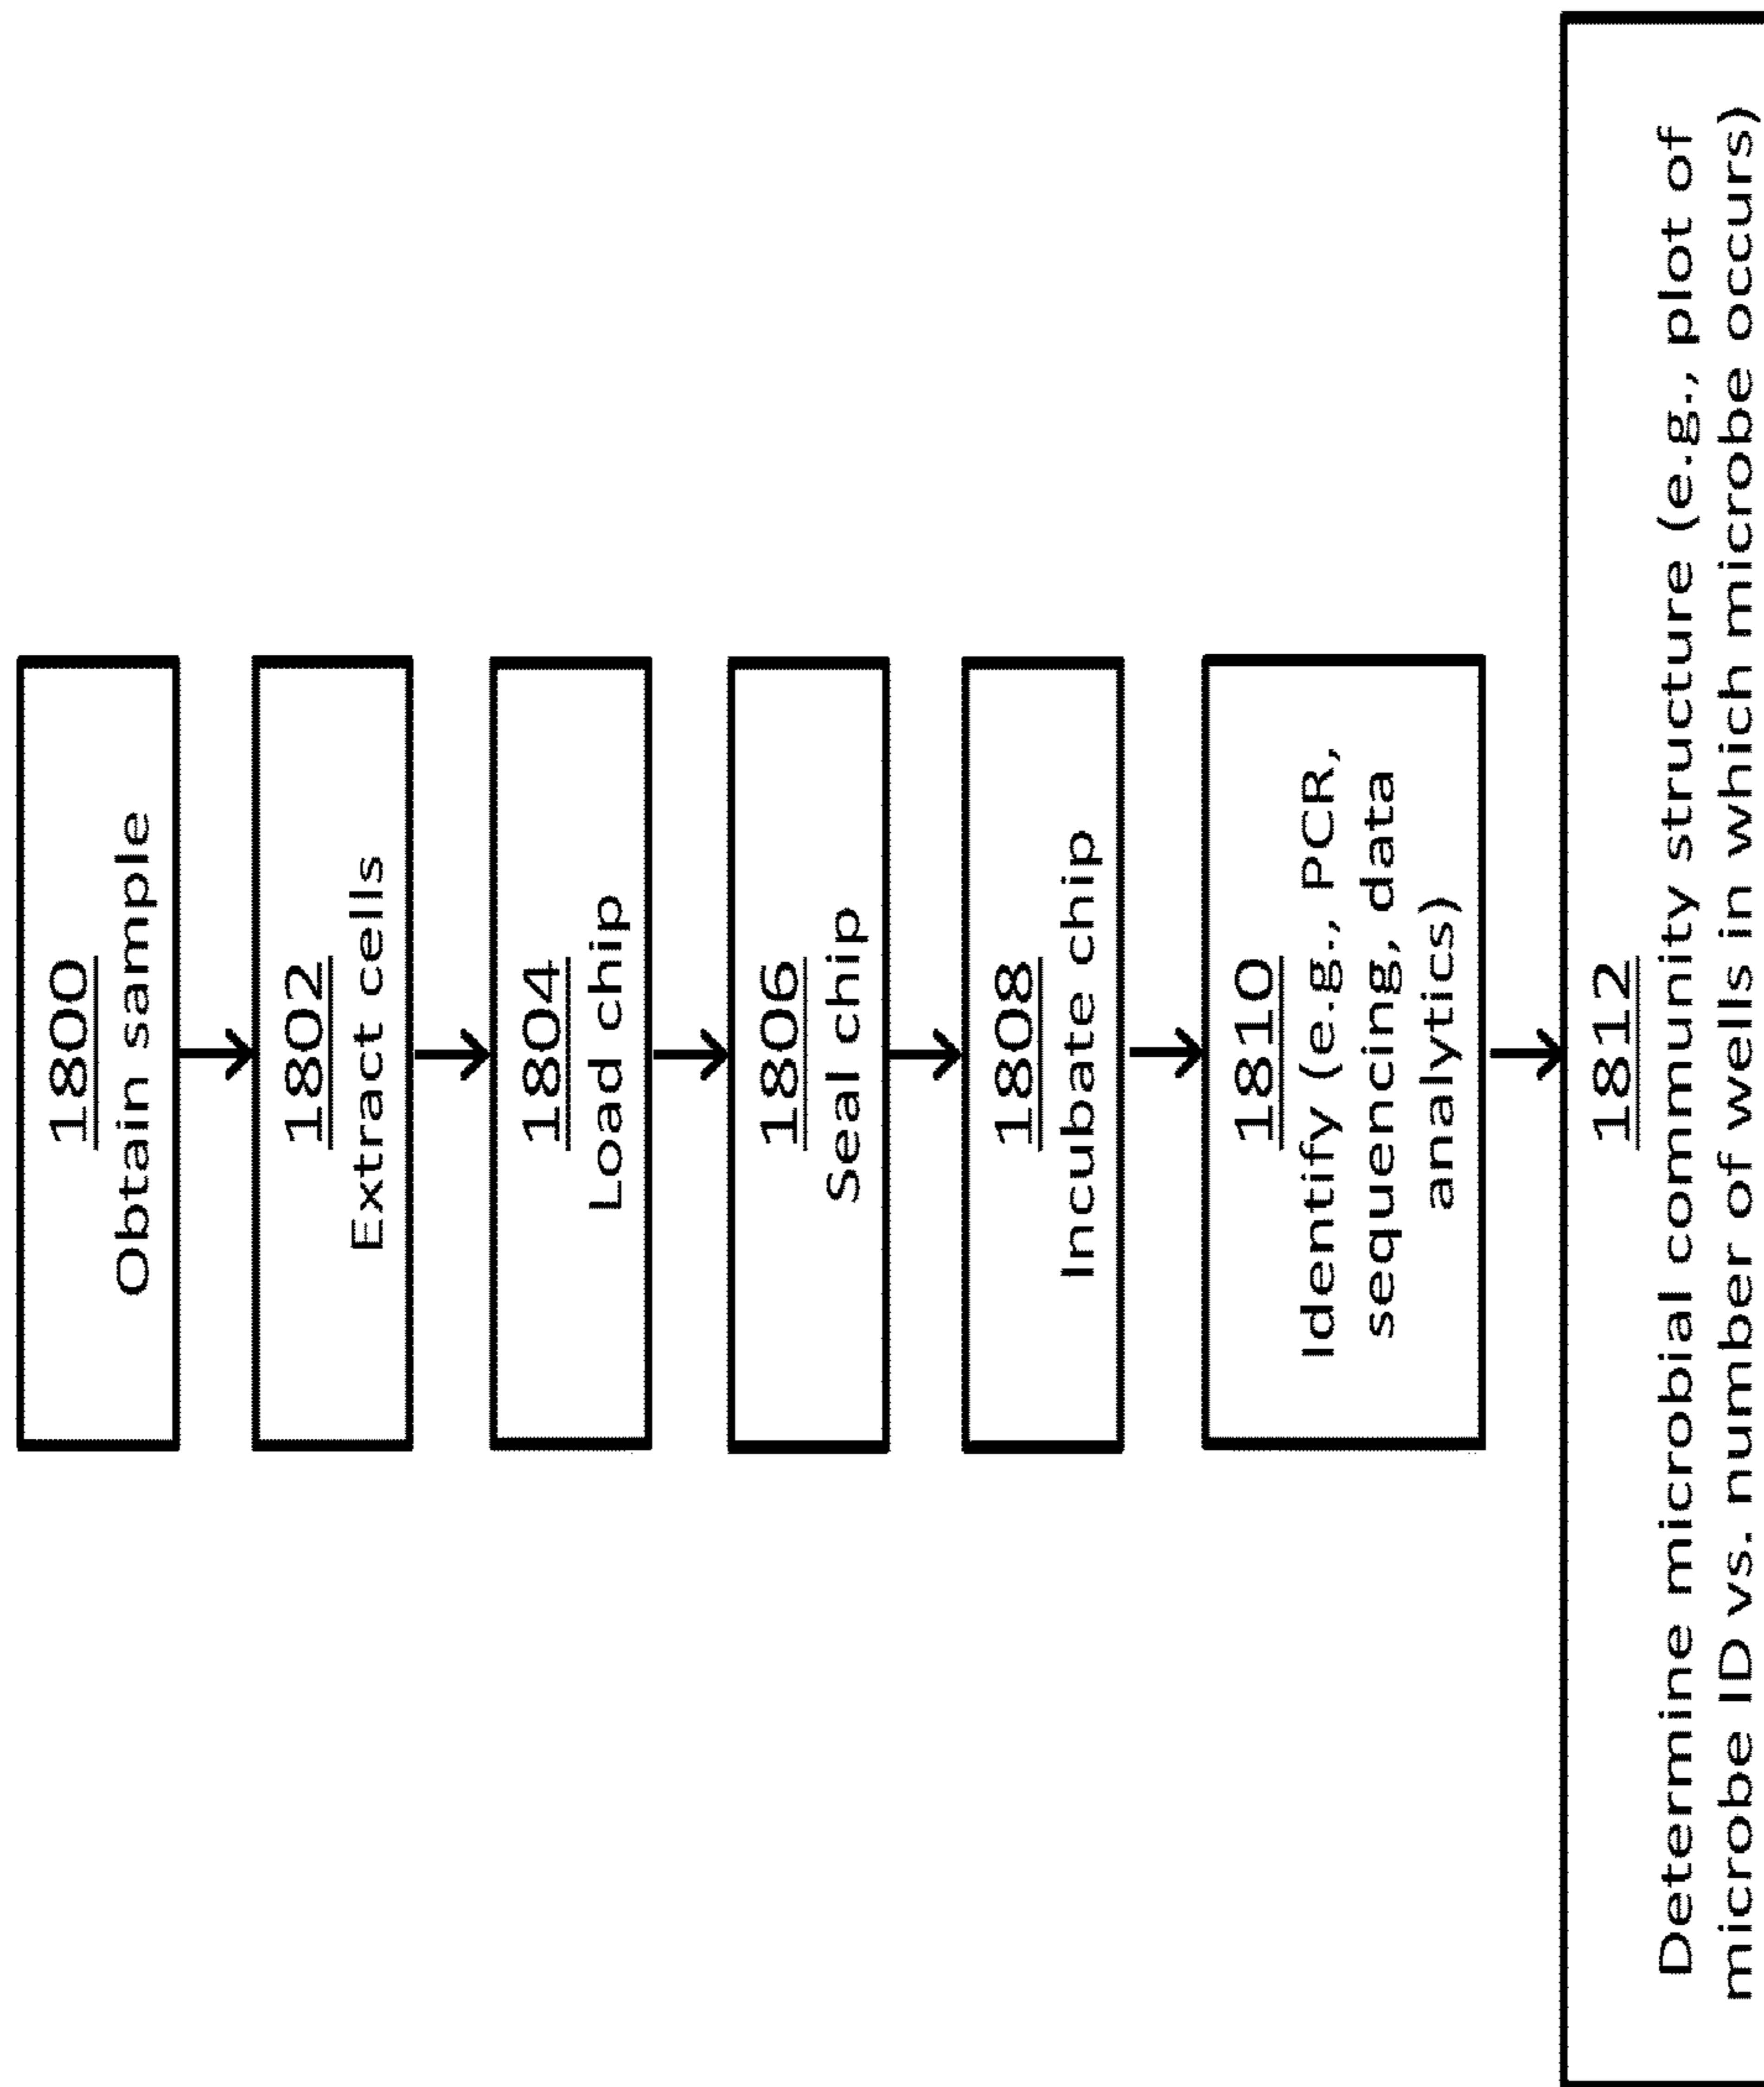 1800
Obtain sample
1802
Extract cells
1804
Load chip
1806
Seal chip
1808
Incubate chip
1810
Identify (e.g., PCR,
sequencing, data
analytics)
1812
Determine microbial community structure (e.g., plot of
microbe ID vs. number of wells in which microbe occurs)